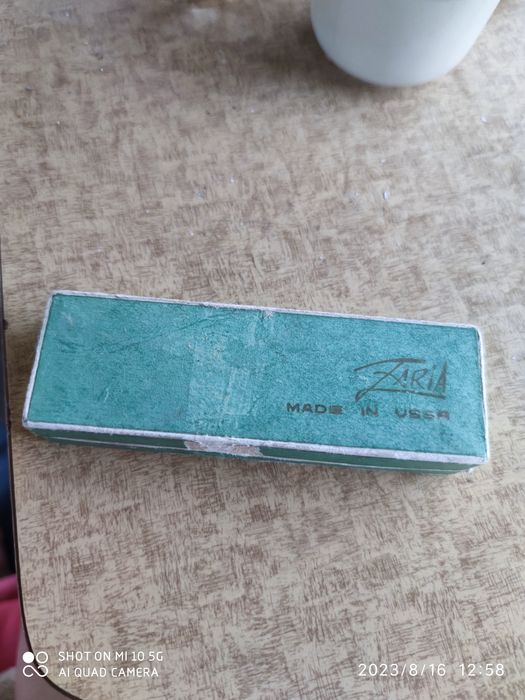 ZARIA
MADE IN USSR
SHOT ON MI 10 5G
AI QUAD CAMERA
2023/8/16 12:58